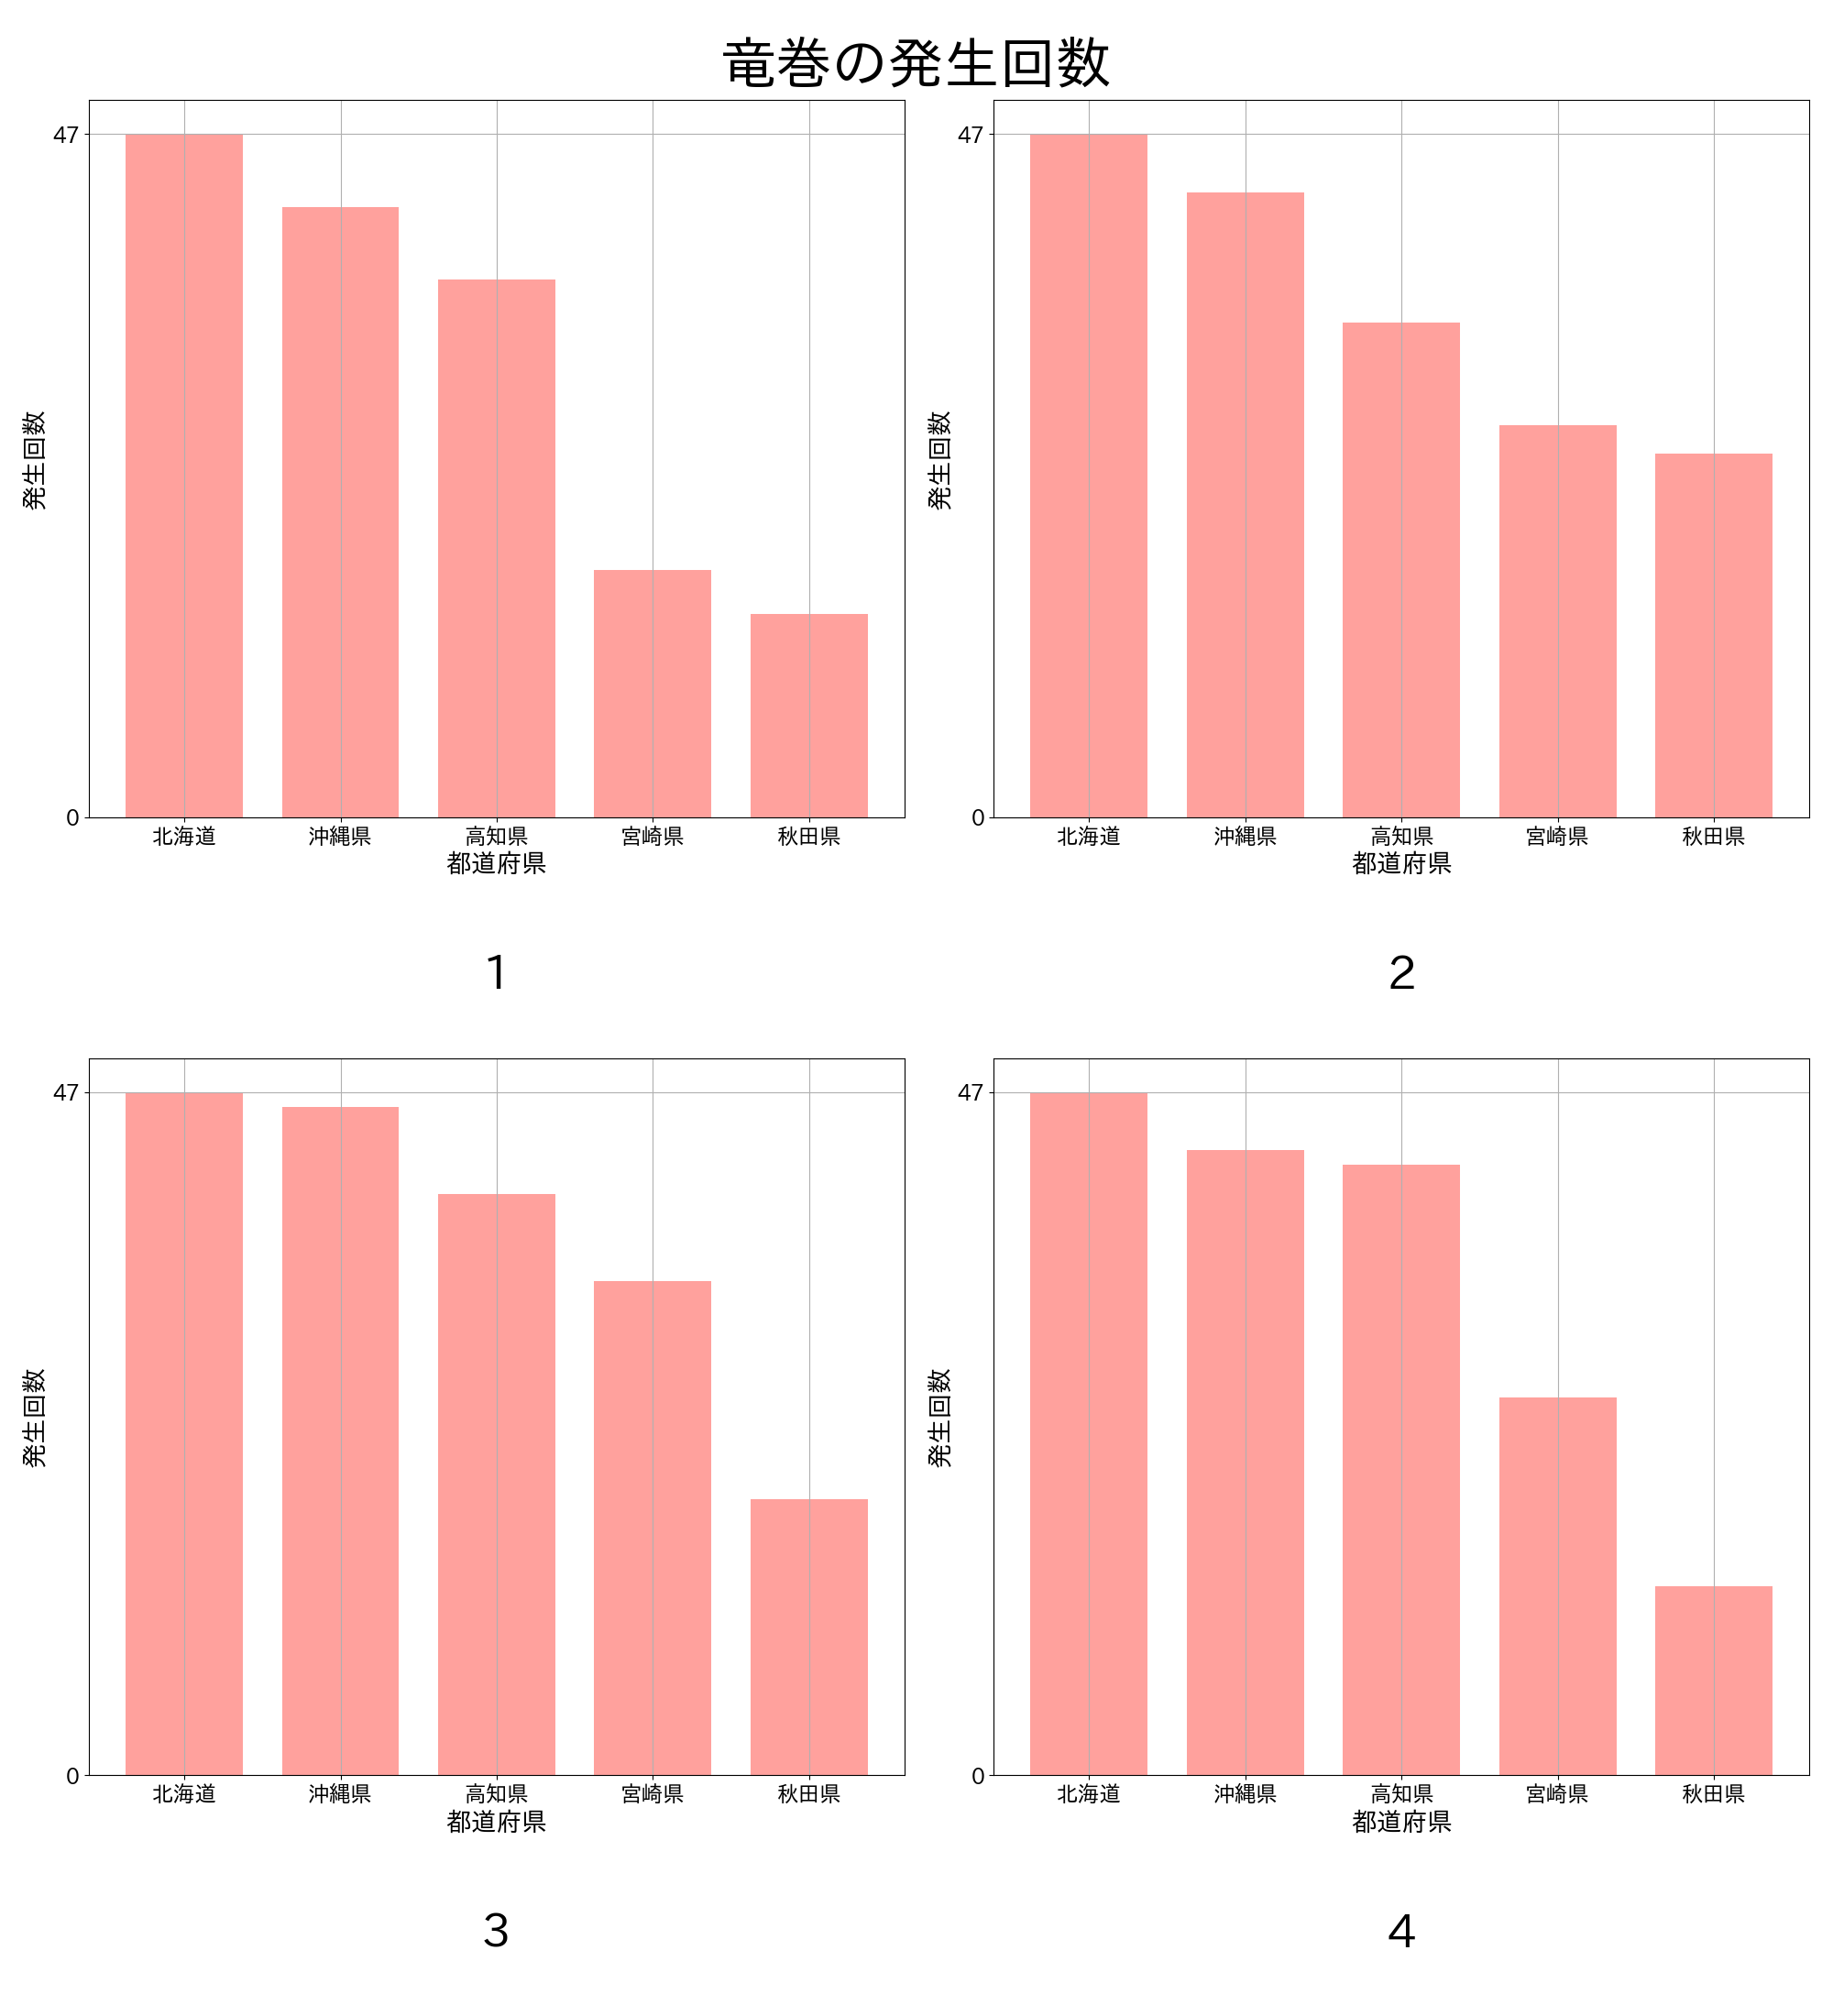 竜巻の発生回数
47
0
発生回数
北海道 沖縄県 高知県 宮崎県 秋田県
都道府県
1
47
0
発生回数
北海道 沖縄県 高知県 宮崎県 秋田県
都道府県
2
47
0
発生回数
北海道 沖縄県 高知県 宮崎県 秋田県
都道府県
3
47
0
発生回数
北海道 沖縄県 高知県 宮崎県 秋田県
都道府県
4